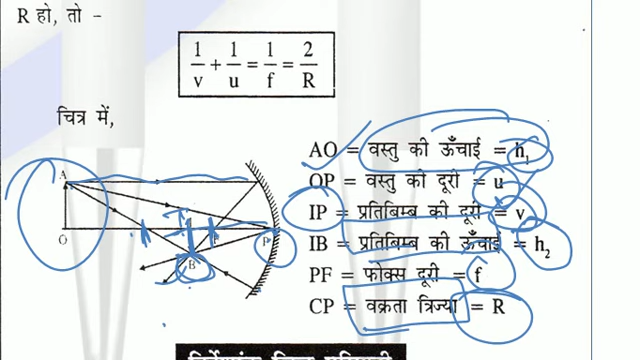 R हो, तो -
1/v + 1/u = 1/f = 2/R
चित्र में,
AO = वस्तु की ऊँचाई = h₁
OP = वस्तु की दूरी = u
IP = प्रतिबिम्ब की दूरी = v
IB = प्रतिबिम्ब की ऊँचाई = h₂
PF = फोकस दूरी = f
CP = वक्रता त्रिज्या = R
A
O
I
B
P